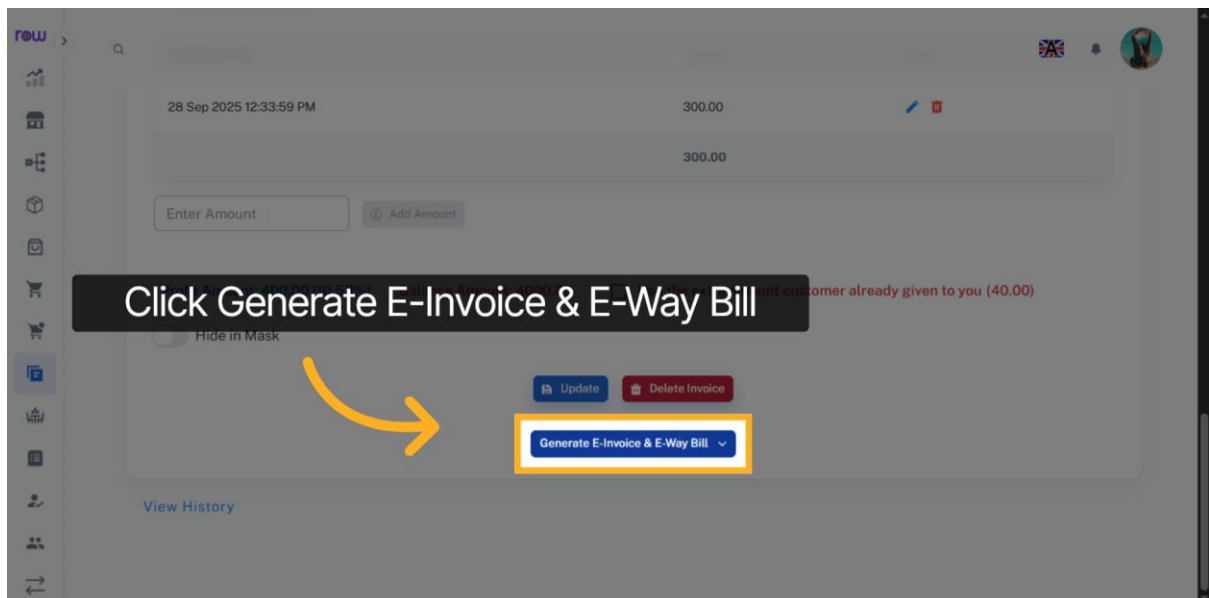 row
A
28 Sep 2025 12:33:59 PM 300.00
300.00
Enter Amount Add Amount
Click Generate E-Invoice & E-Way Bill
customer already given to you (40.00)
Hide in Mask
Update Delete Invoice
Generate E-Invoice & E-Way Bill
View History